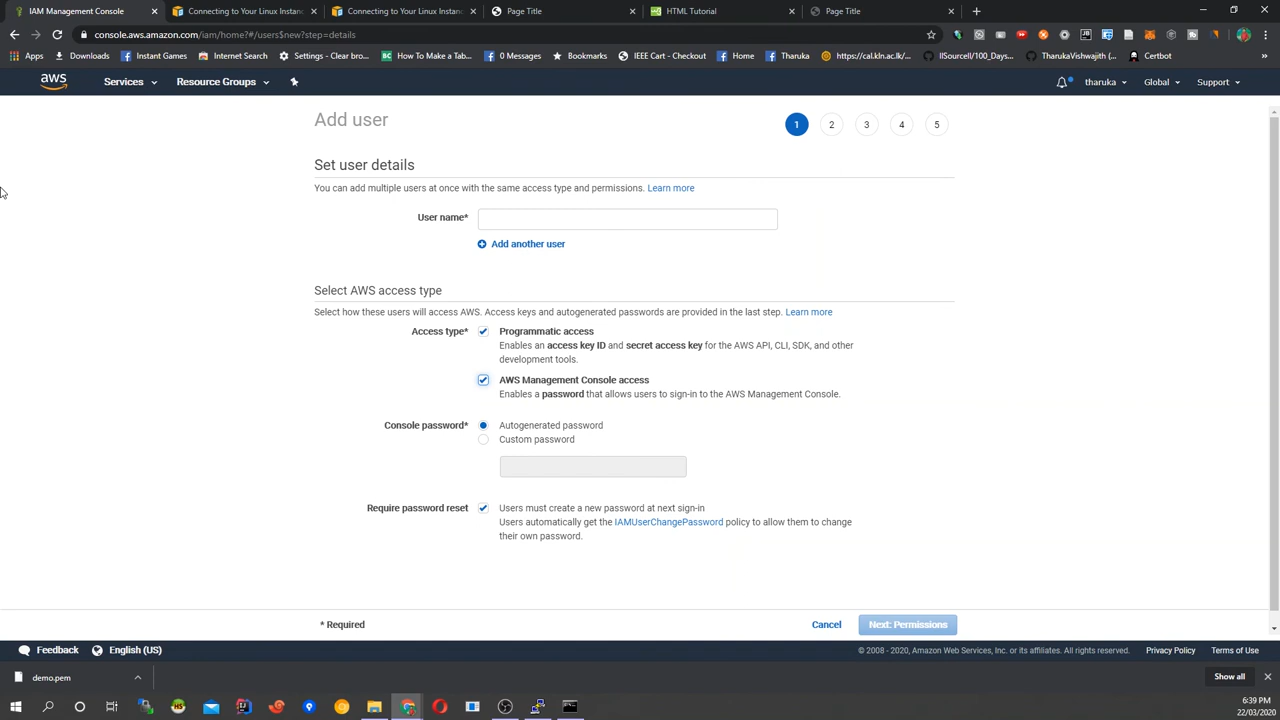 IAM Management Console
Connecting to Your Linux Instanc
Connecting to Your Linux Instanc
Page Title
HTML Tutorial
Page Title
console.aws.amazon.com/iam/home?#/users$new?step=details
Apps
Downloads
Instant Games
Internet Search
Settings - Clear bro...
How To Make a Tab...
0 Messages
Bookmarks
IEEE Cart - Checkout
Home
Tharuka
https://cal.kln.ac.lk/...
IISourcell/100_Days...
TharukaVishwajith (...
Certbot
aws
Services
Resource Groups
tharuka
Global
Support
Add user
1
2
3
4
5
Set user details
You can add multiple users at once with the same access type and permissions. Learn more
User name*
Add another user
Select AWS access type
Select how these users will access AWS. Access keys and autogenerated passwords are provided in the last step. Learn more
Access type*
Programmatic access
Enables an access key ID and secret access key for the AWS API, CLI, SDK, and other
development tools.
AWS Management Console access
Enables a password that allows users to sign-in to the AWS Management Console.
Console password*
Autogenerated password
Custom password
Require password reset
Users must create a new password at next sign-in
Users automatically get the IAMUserChangePassword policy to allow them to change
their own password.
* Required
Cancel
Next: Permissions
Feedback
English (US)
© 2008 - 2020, Amazon Web Services, Inc. or its affiliates. All rights reserved.
Privacy Policy
Terms of Use
demo.pem
Show all
6:39 PM
22/03/2020